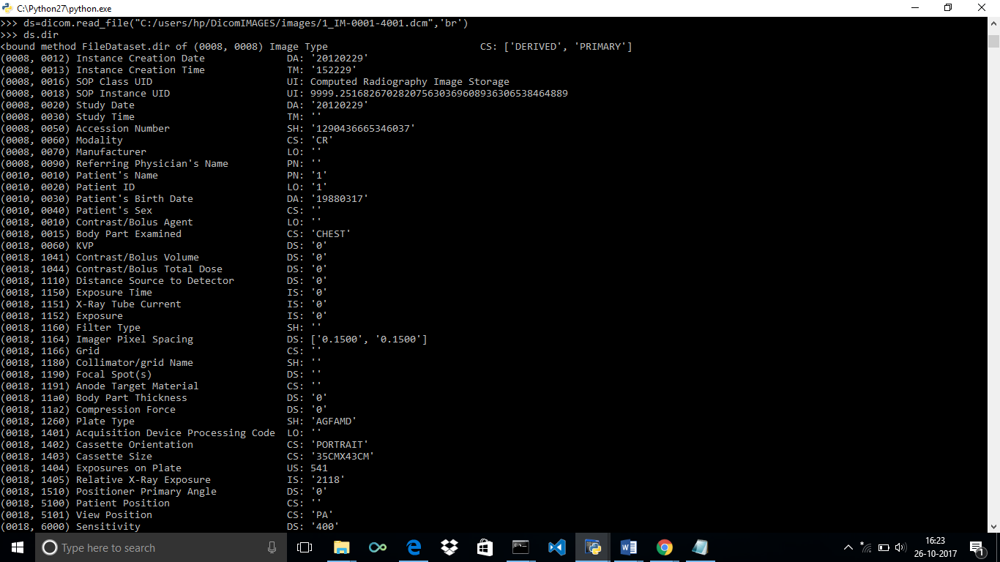 C:\Python27\python.exe
>>> ds=dicom.read_file("C:/users/hp/DicomIMAGES/images/1_IM-0001-4001.dcm",'br')
>>> ds.dir
<bound method FileDataset.dir of (0008, 0008) Image Type                          CS: ['DERIVED', 'PRIMARY']
(0008, 0012) Instance Creation Date              DA: '20120229'
(0008, 0013) Instance Creation Time              TM: '152229'
(0008, 0016) SOP Class UID                       UI: Computed Radiography Image Storage
(0008, 0018) SOP Instance UID                    UI: 9999.251682670282075630369608936306538464889
(0008, 0020) Study Date                          DA: '20120229'
(0008, 0030) Study Time                          TM: ''
(0008, 0050) Accession Number                    SH: '1290436665346037'
(0008, 0060) Modality                            CS: 'CR'
(0008, 0070) Manufacturer                        LO: ''
(0008, 0090) Referring Physician's Name          PN: ''
(0010, 0010) Patient's Name                      PN: '1'
(0010, 0020) Patient ID                          LO: '1'
(0010, 0030) Patient's Birth Date                DA: '19880317'
(0010, 0040) Patient's Sex                       CS: ''
(0018, 0010) Contrast/Bolus Agent                LO: ''
(0018, 0015) Body Part Examined                  CS: 'CHEST'
(0018, 0060) KVP                                 DS: '0'
(0018, 1041) Contrast/Bolus Volume               DS: '0'
(0018, 1044) Contrast/Bolus Total Dose           DS: '0'
(0018, 1110) Distance Source to Detector         DS: '0'
(0018, 1150) Exposure Time                       IS: '0'
(0018, 1151) X-Ray Tube Current                  IS: '0'
(0018, 1152) Exposure                            IS: '0'
(0018, 1160) Filter Type                         SH: ''
(0018, 1164) Imager Pixel Spacing                DS: ['0.1500', '0.1500']
(0018, 1166) Grid                                CS: ''
(0018, 1180) Collimator/grid Name                SH: ''
(0018, 1190) Focal Spot(s)                       DS: ''
(0018, 1191) Anode Target Material               CS: ''
(0018, 11a0) Body Part Thickness                 DS: '0'
(0018, 11a2) Compression Force                   DS: '0'
(0018, 1260) Plate Type                          SH: 'AGFAMD'
(0018, 1401) Acquisition Device Processing Code  LO: ''
(0018, 1402) Cassette Orientation                CS: 'PORTRAIT'
(0018, 1403) Cassette Size                       CS: '35CMX43CM'
(0018, 1404) Exposures on Plate                  US: 541
(0018, 1405) Relative X-Ray Exposure             IS: '2118'
(0018, 1510) Positioner Primary Angle            DS: '0'
(0018, 5100) Patient Position                    CS: ''
(0018, 5101) View Position                       CS: 'PA'
(0018, 6000) Sensitivity                         DS: '400'
Type here to search
16:23
26-10-2017
1